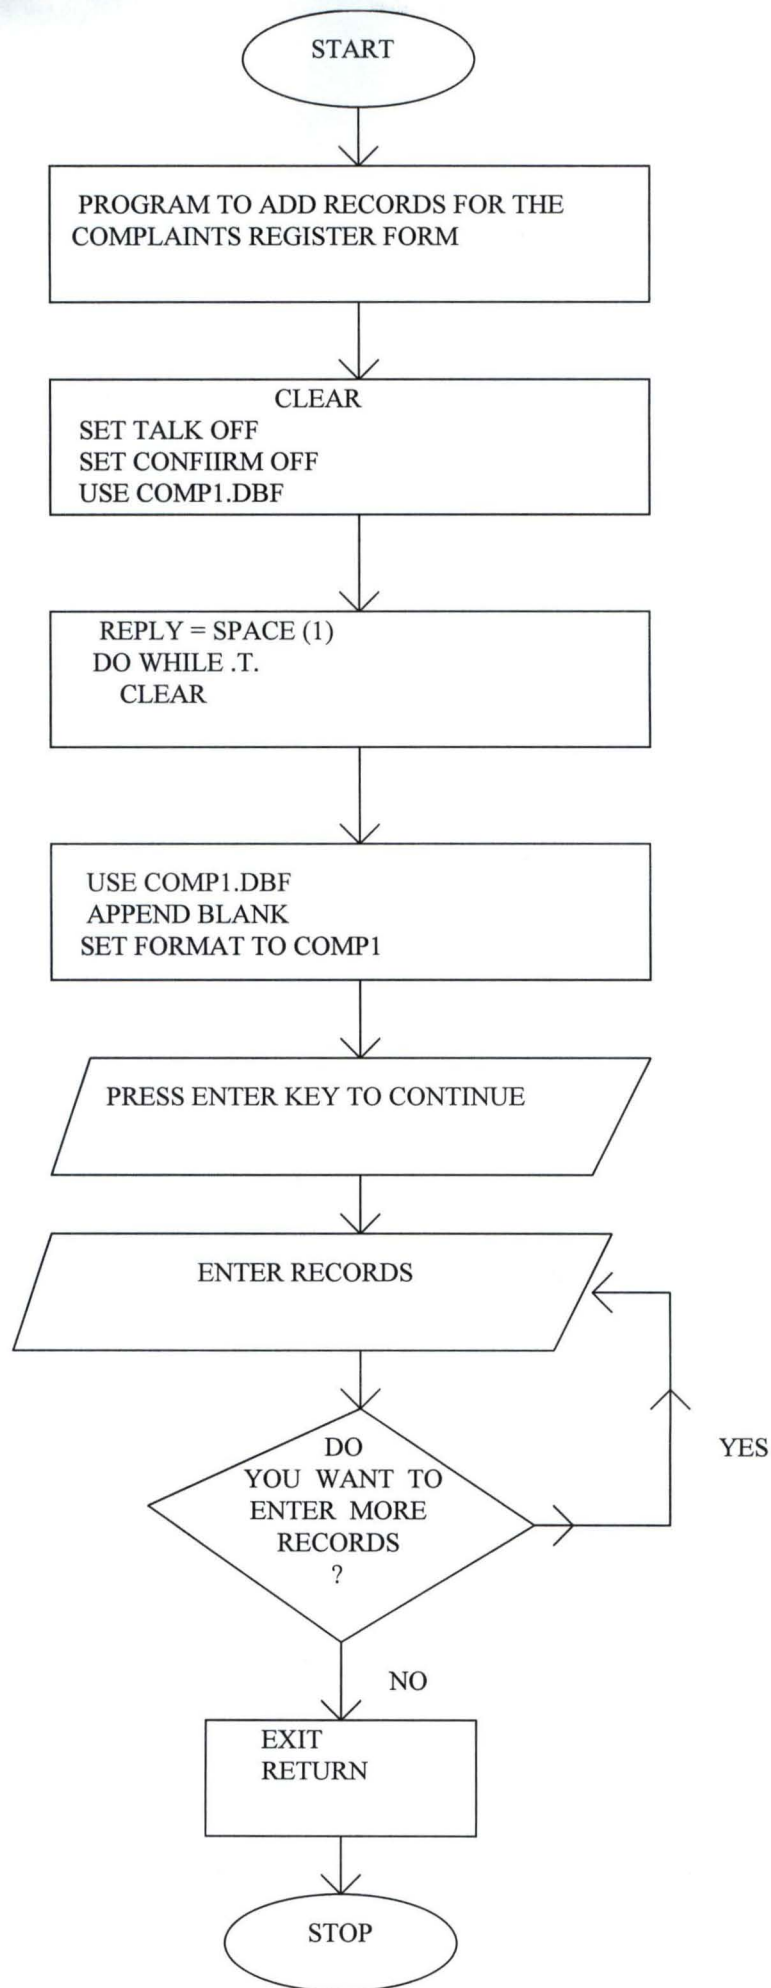 START
PROGRAM TO ADD RECORDS FOR THE
COMPLAINTS REGISTER FORM
CLEAR
SET TALK OFF
SET CONFIIRM OFF
USE COMP1.DBF
REPLY = SPACE (1)
DO WHILE .T.
CLEAR
USE COMP1.DBF
APPEND BLANK
SET FORMAT TO COMP1
PRESS ENTER KEY TO CONTINUE
ENTER RECORDS
DO
YOU WANT TO
ENTER MORE
RECORDS
?
YES
NO
EXIT
RETURN
STOP